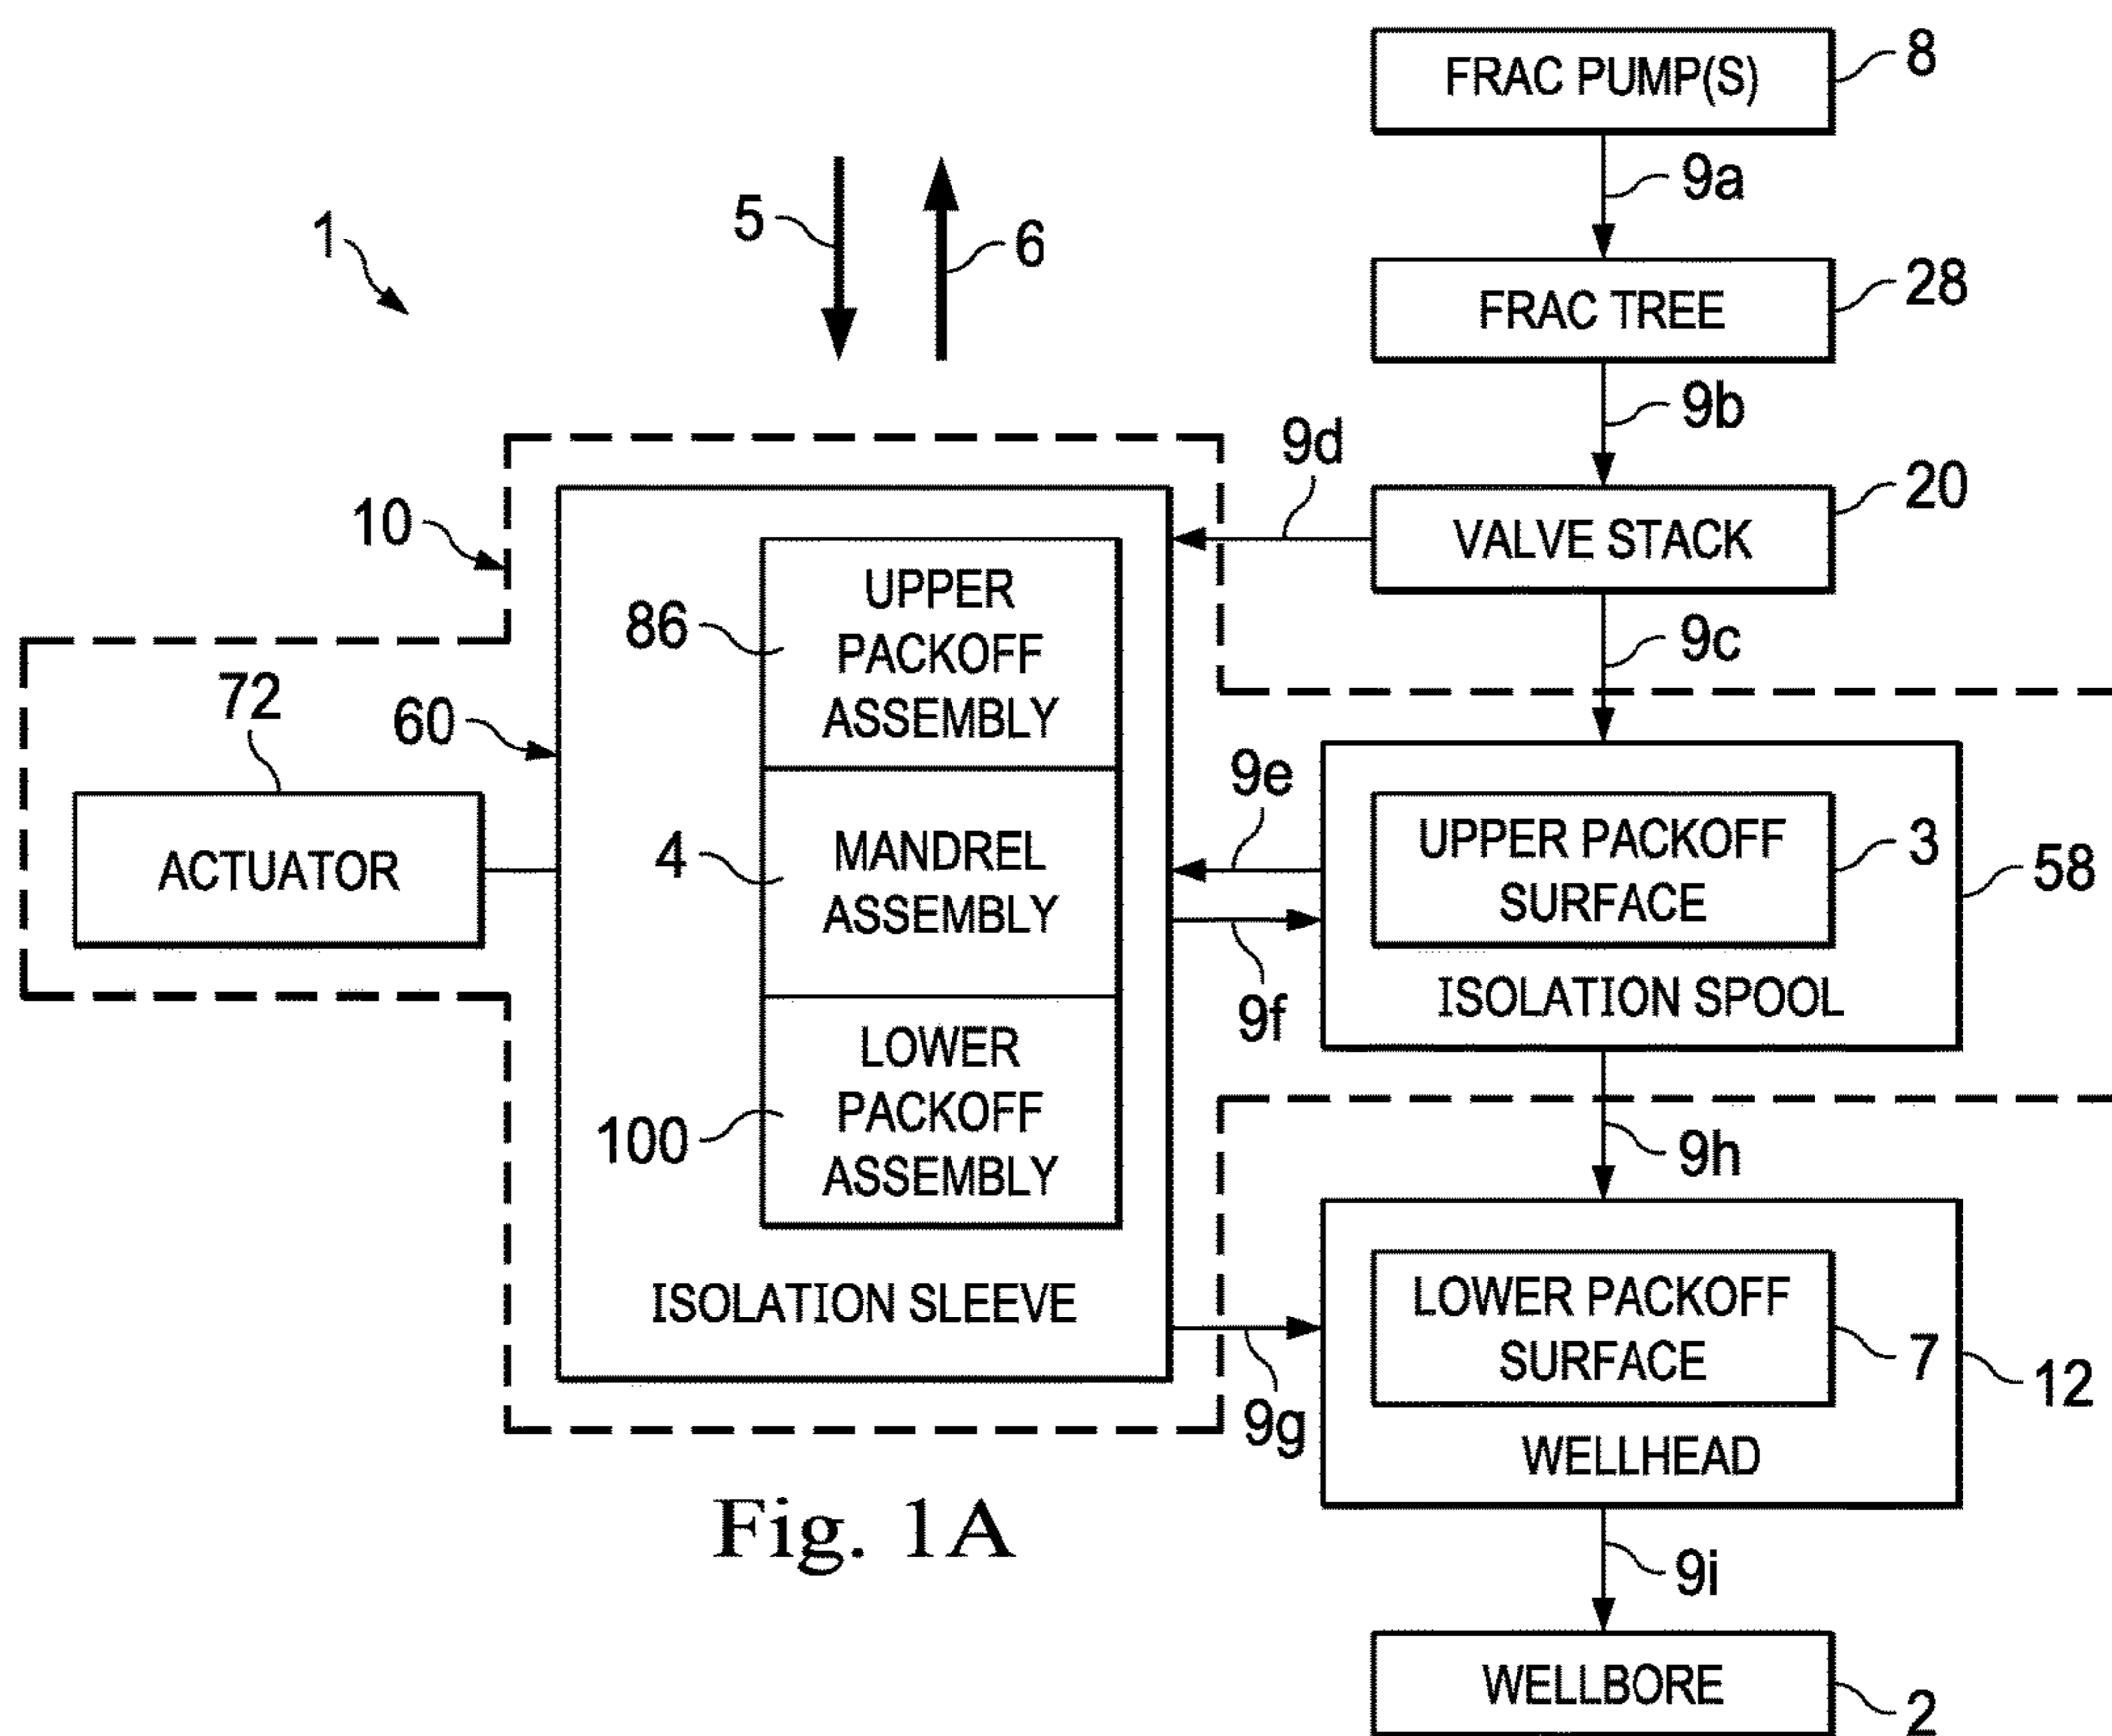 FRAC PUMP(S)
8
9a
5
6
1
FRAC TREE
28
9b
9d
10
VALVE STACK
20
UPPER
PACKOFF
ASSEMBLY
86
9c
72
60
9e
ACTUATOR
4
MANDREL
ASSEMBLY
UPPER PACKOFF
SURFACE
3
58
9f
ISOLATION SPOOL
LOWER
PACKOFF
ASSEMBLY
100
9h
ISOLATION SLEEVE
LOWER PACKOFF
SURFACE
7
12
9g
WELLHEAD
Fig. 1A
9i
WELLBORE
2